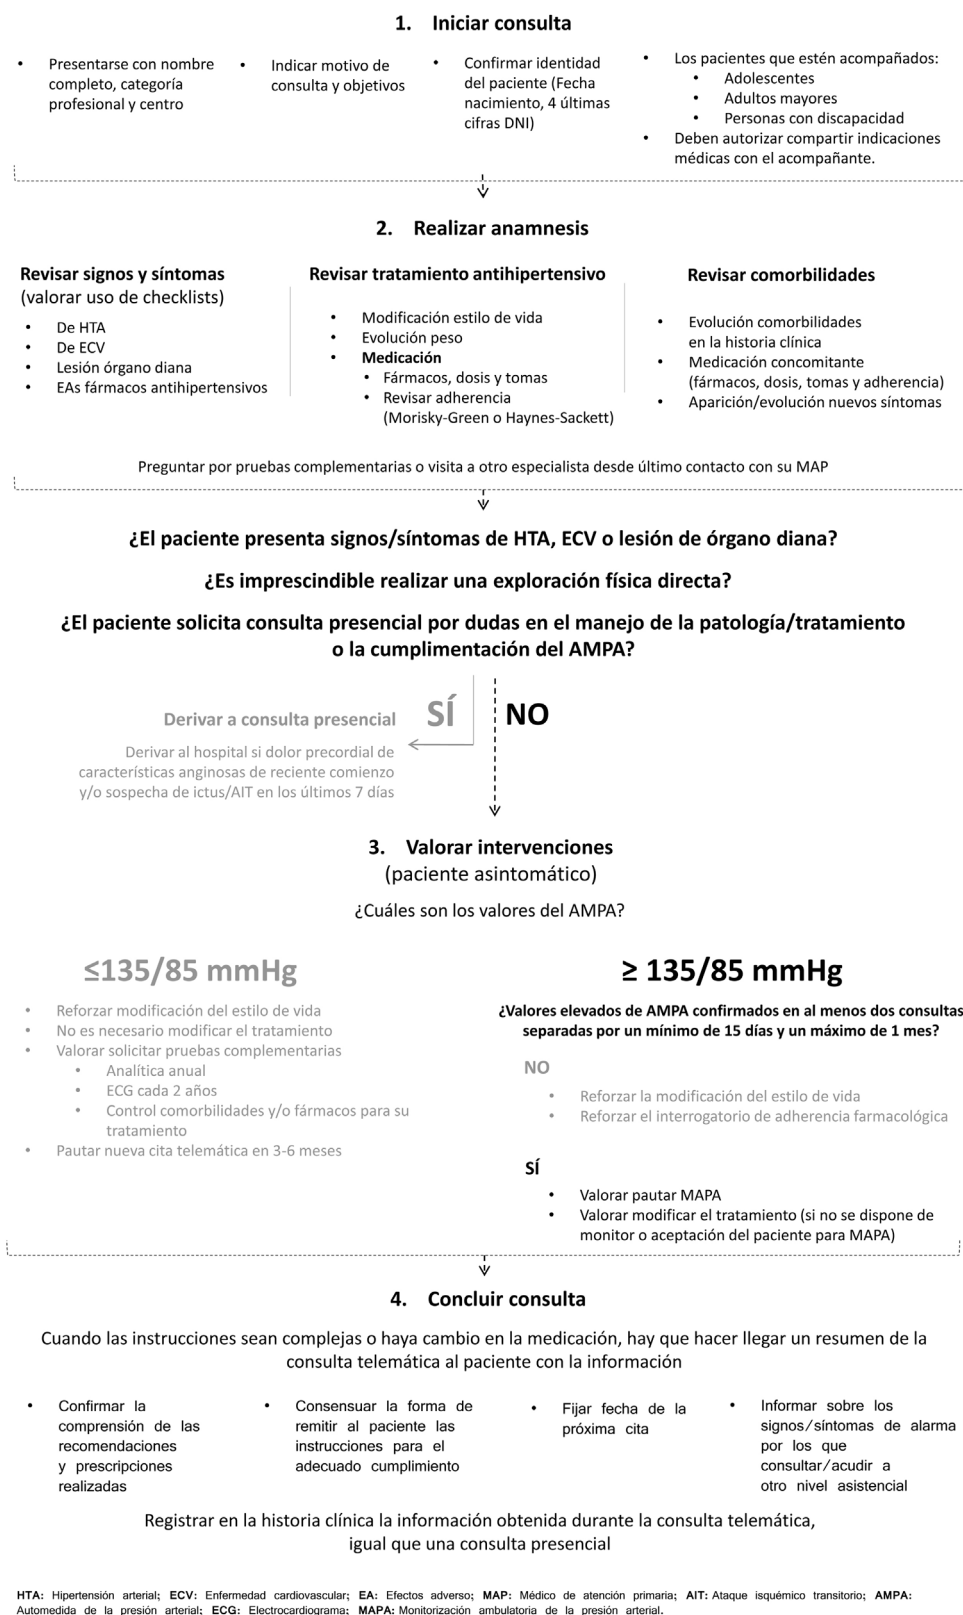 1. Iniciar consulta
• Presentarse con nombre
completo, categoría
profesional y centro
• Indicar motivo de
consulta y objetivos
• Confirmar identidad
del paciente (Fecha
nacimiento, 4 últimas
cifras DNI)
• Los pacientes que estén acompañados:
• Adolescentes
• Adultos mayores
• Personas con discapacidad
• Deben autorizar compartir indicaciones
médicas con el acompañante.
2. Realizar anamnesis
Revisar signos y síntomas
(valorar uso de checklists)
• De HTA
• De ECV
• Lesión órgano diana
• EAs fármacos antihipertensivos
Revisar tratamiento antihipertensivo
• Modificación estilo de vida
• Evolución peso
• Medicación
• Fármacos, dosis y tomas
• Revisar adherencia
(Morisky-Green o Haynes-Sackett)
Revisar comorbilidades
• Evolución comorbilidades
en la historia clínica
• Medicación concomitante
(fármacos, dosis, tomas y adherencia)
• Aparición/evolución nuevos síntomas
Preguntar por pruebas complementarias o visita a otro especialista desde último contacto con su MAP
¿El paciente presenta signos/síntomas de HTA, ECV o lesión de órgano diana?
¿Es imprescindible realizar una exploración física directa?
¿El paciente solicita consulta presencial por dudas en el manejo de la patología/tratamiento
o la cumplimentación del AMPA?
SÍ
NO
Derivar a consulta presencial
Derivar al hospital si dolor precordial de
características anginosas de reciente comienzo
y/o sospecha de ictus/AIT en los últimos 7 días
3. Valorar intervenciones
(paciente asintomático)
¿Cuáles son los valores del AMPA?
≤135/85 mmHg
• Reforzar modificación del estilo de vida
• No es necesario modificar el tratamiento
• Valorar solicitar pruebas complementarias
• Analítica anual
• ECG cada 2 años
• Control comorbilidades y/o fármacos para su
tratamiento
• Pautar nueva cita telemática en 3-6 meses
≥ 135/85 mmHg
¿Valores elevados de AMPA confirmados en al menos dos consultas
separadas por un mínimo de 15 días y un máximo de 1 mes?
NO
• Reforzar la modificación del estilo de vida
• Reforzar el interrogatorio de adherencia farmacológica
SÍ
• Valorar pautar MAPA
• Valorar modificar el tratamiento (si no se dispone de
monitor o aceptación del paciente para MAPA)
4. Concluir consulta
Cuando las instrucciones sean complejas o haya cambio en la medicación, hay que hacer llegar un resumen de la
consulta telemática al paciente con la información
• Confirmar la
comprensión de las
recomendaciones
y prescripciones
realizadas
• Consensuar la forma de
remitir al paciente las
instrucciones para el
adecuado cumplimiento
• Fijar fecha de la
próxima cita
• Informar sobre los
signos/síntomas de alarma
por los que
consultar/acudir a
otro nivel asistencial
Registrar en la historia clínica la información obtenida durante la consulta telemática,
igual que una consulta presencial
HTA: Hipertensión arterial; ECV: Enfermedad cardiovascular; EA: Efectos adverso; MAP: Médico de atención primaria; AIT: Ataque isquémico transitorio; AMPA:
Automedida de la presión arterial; ECG: Electrocardiograma; MAPA: Monitorización ambulatoria de la presión arterial.